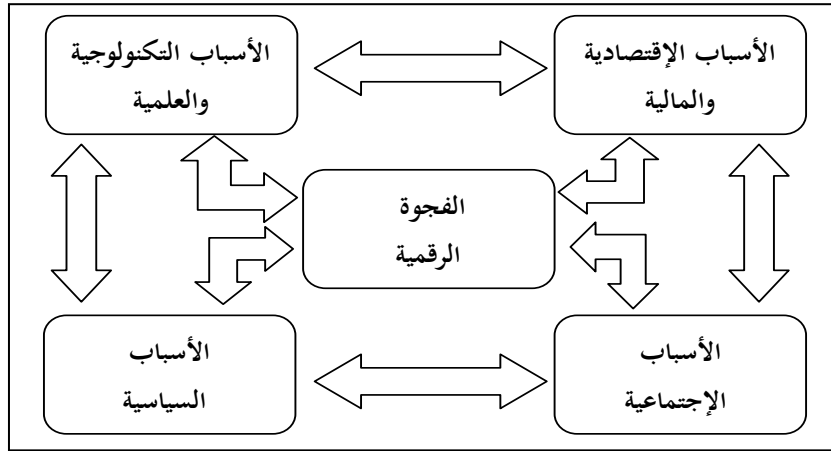 الأسباب الإقتصادية
والمالية
الأسباب التكنولوجية
والعلمية
الفجوة
الرقمية
الأسباب
الإجتماعية
الأسباب
السياسية